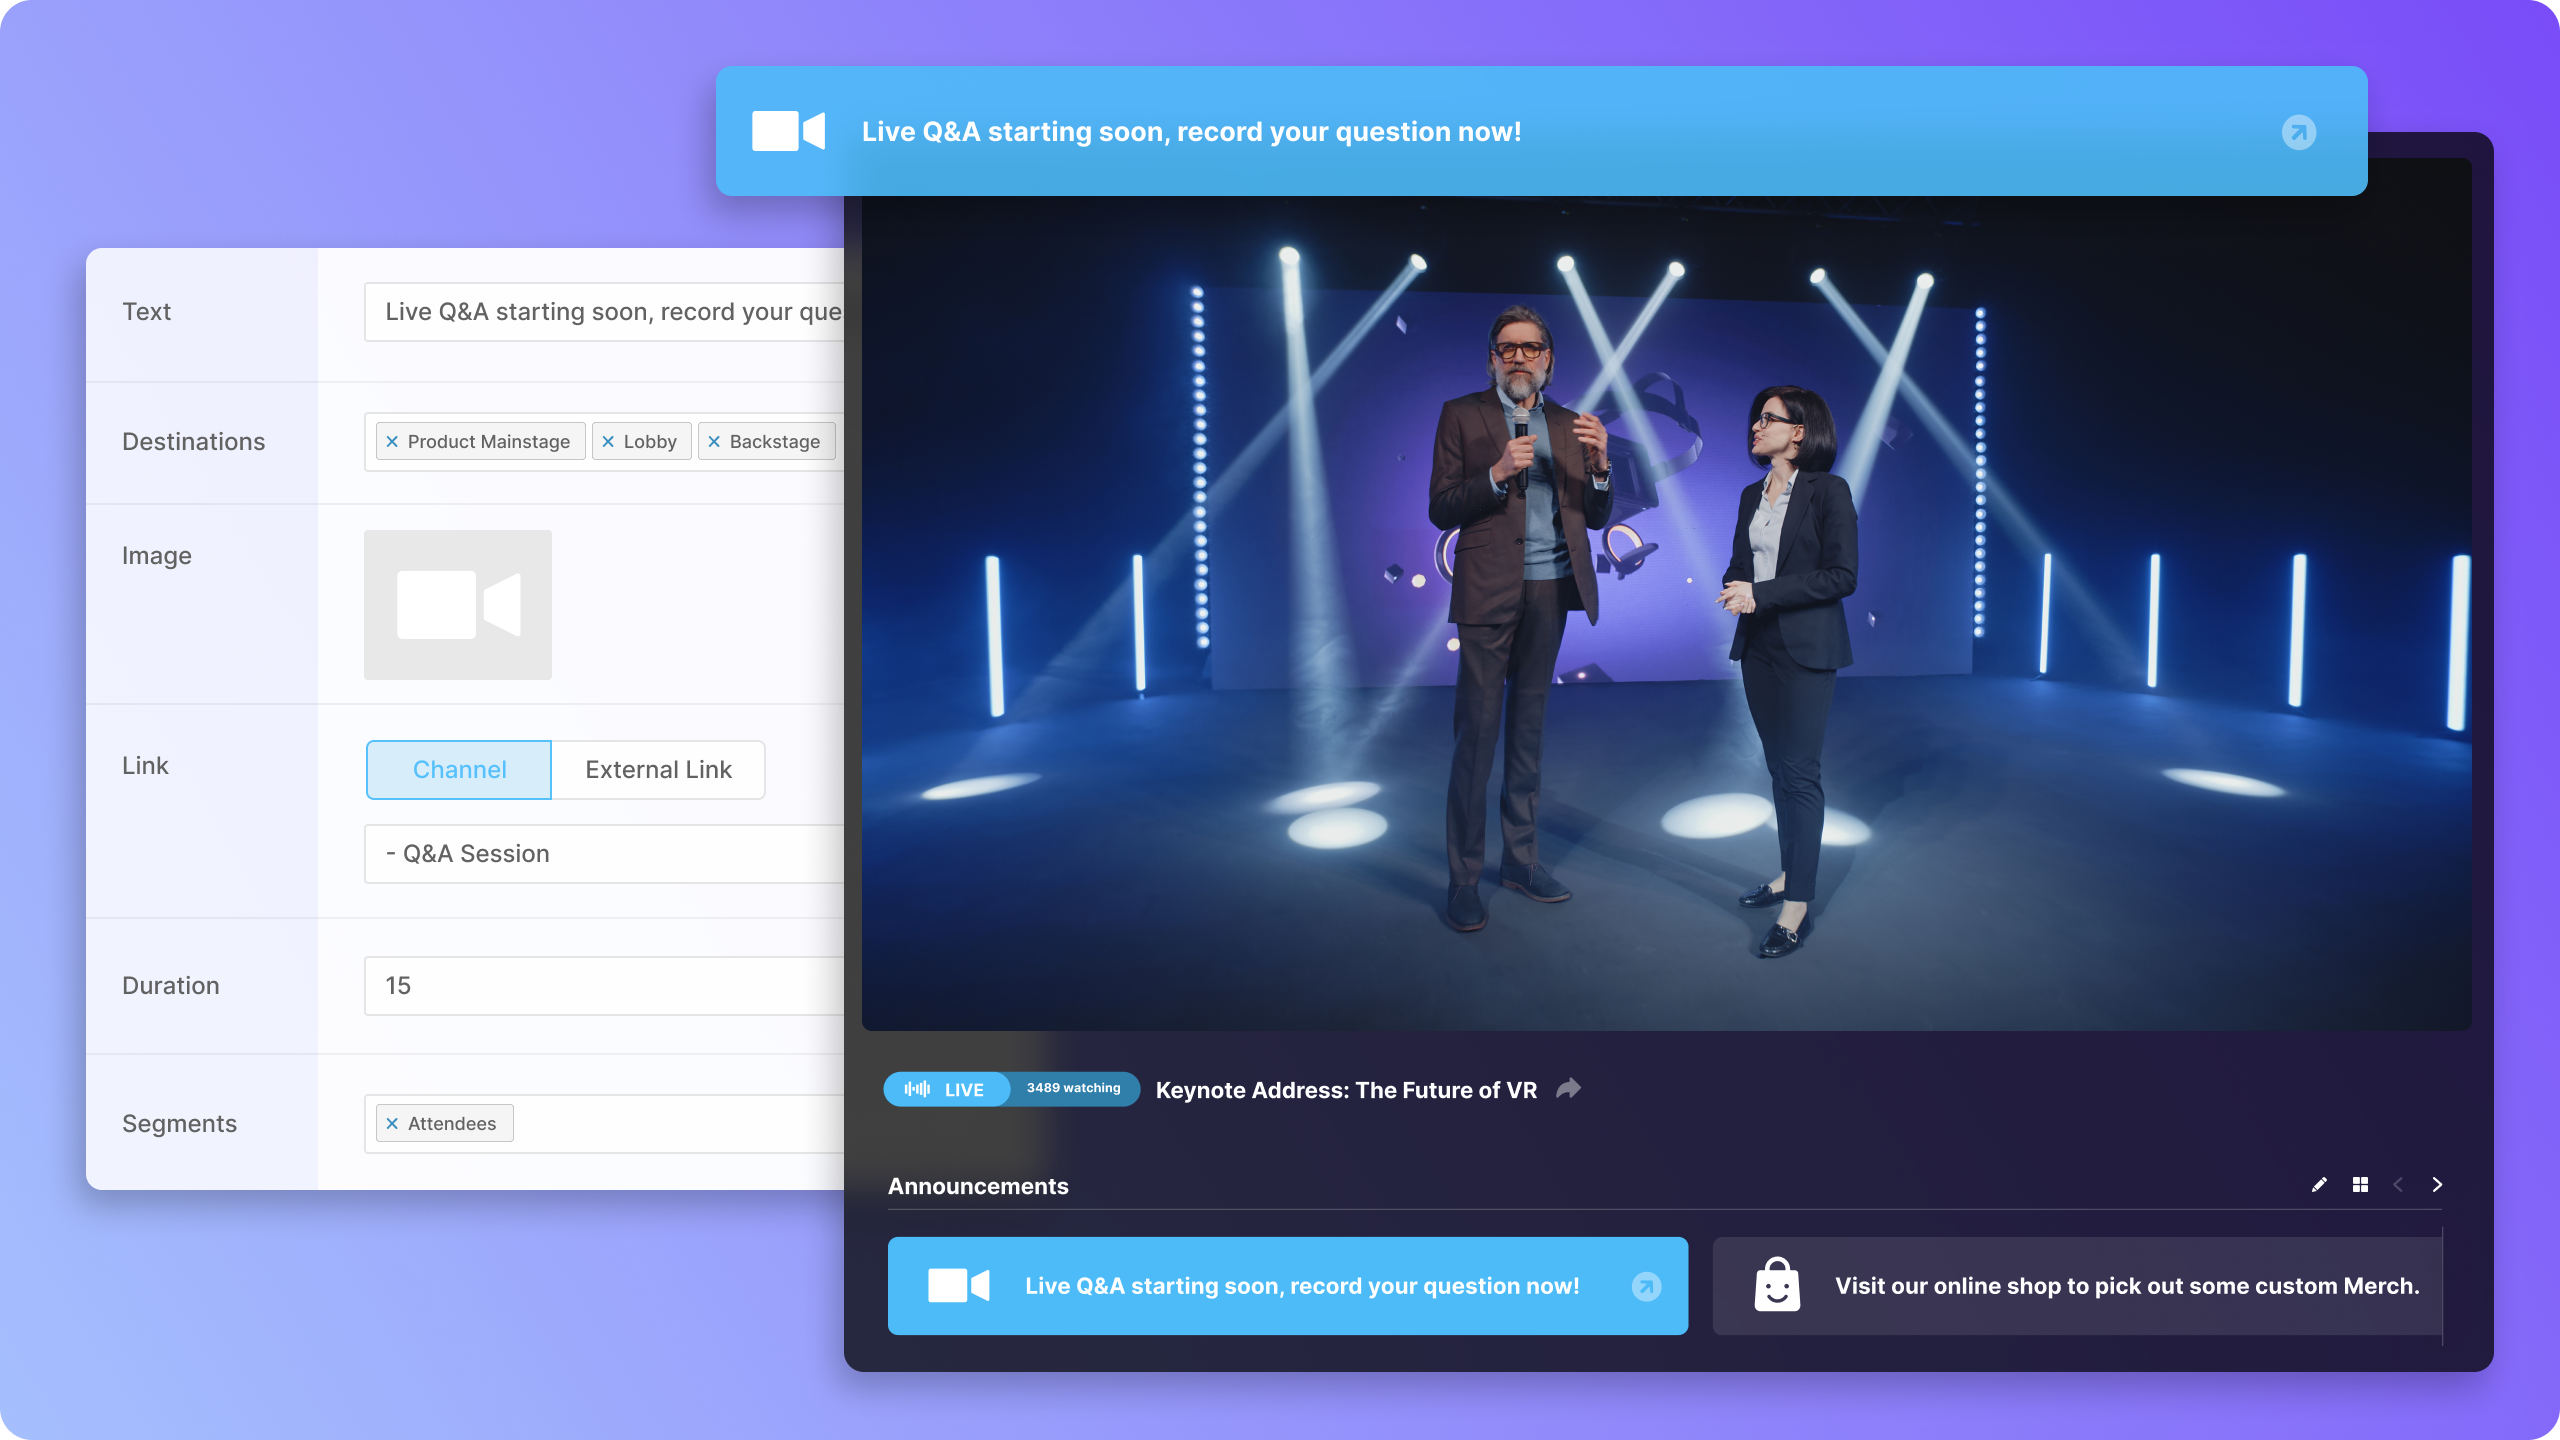 Live Q&A starting soon, record your question now!
Text
Live Q&A starting soon, record your que
Destinations
× Product Mainstage × Lobby × Backstage
Image
Link
Channel External Link
- Q&A Session
Duration
15
Segments
× Attendees
LIVE 3489 watching Keynote Address: The Future of VR
Announcements
Live Q&A starting soon, record your question now!
Visit our online shop to pick out some custom Merch.